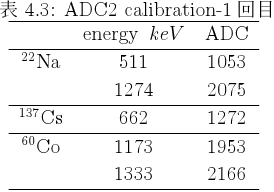 表 4.3: ADC2 calibration-1 回目
energy keV ADC
²²Na 511 1053
1274 2075
¹³⁷Cs 662 1272
⁶⁰Co 1173 1953
1333 2166